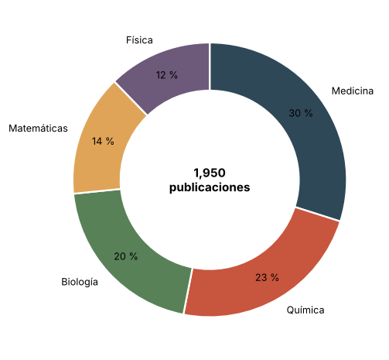 Física
12 %
Medicina
30 %
Matemáticas
14 %
1,950
publicaciones
20 %
Biología
23 %
Química